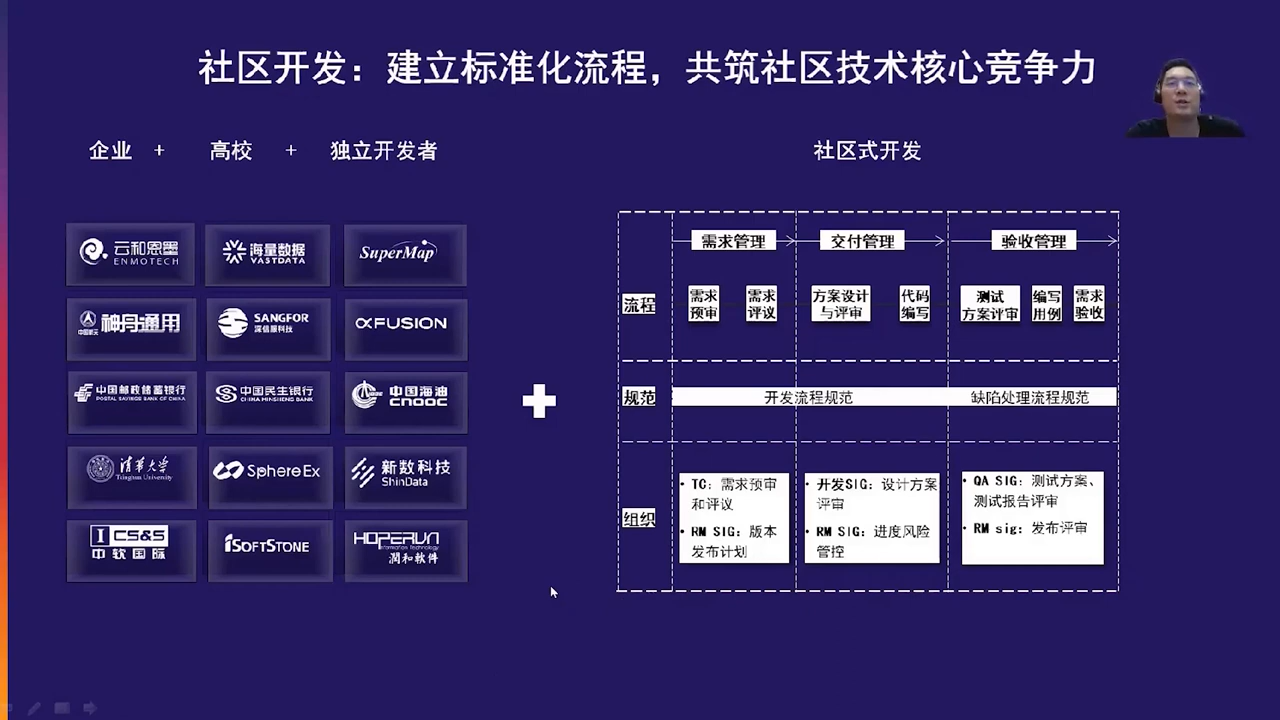 社区开发：建立标准化流程，共筑社区技术核心竞争力
企业 + 高校 + 独立开发者
社区式开发
云和恩墨
ENMOTECH
海量数据
VASTDATA
SuperMap
中国航天
神舟通用
SANGFOR
深信服科技
αFUSION
中国邮政储蓄银行
POSTAL SAVINGS BANK OF CHINA
中国民生银行
CHINA MINSHENG BANK
中国海油
CNOOC
清华大学
Tsinghua University
SphereEx
新数科技
ShinData
CS&S
中软国际
iSOFTSTONE
HOPERUN
Information Technology
润和软件
需求管理
交付管理
验收管理
流程
需求
预审
需求
评议
方案设计
与评审
代码
编写
测试
方案评审
编写
用例
需求
验收
规范
开发流程规范
缺陷处理流程规范
组织
• TC：需求预审
和评议
• RM SIG：版本
发布计划
• 开发SIG：设计方案
评审
• RM SIG：进度风险
管控
• QA SIG：测试方案、
测试报告评审
• RM sig：发布评审